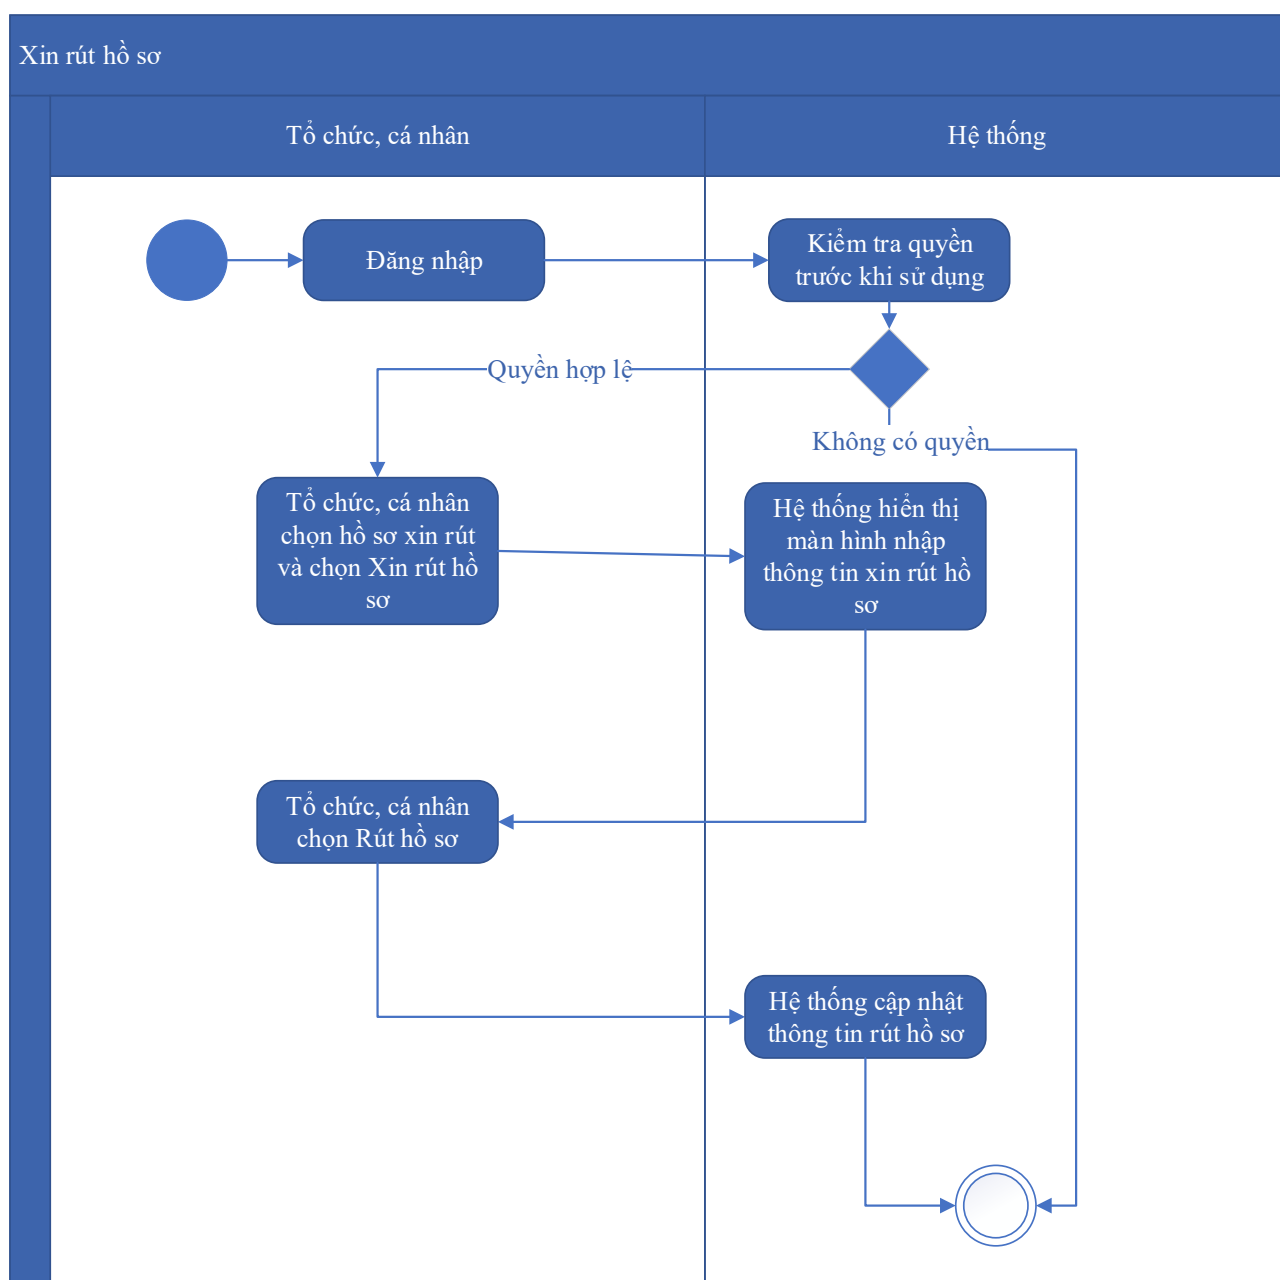 Xin rút hồ sơ
Tổ chức, cá nhân
Hệ thống
Đăng nhập
Kiểm tra quyền
trước khi sử dụng
Quyền hợp lệ
Không có quyền
Tổ chức, cá nhân
chọn hồ sơ xin rút
và chọn Xin rút hồ
sơ
Hệ thống hiển thị
màn hình nhập
thông tin xin rút hồ
sơ
Tổ chức, cá nhân
chọn Rút hồ sơ
Hệ thống cập nhật
thông tin rút hồ sơ